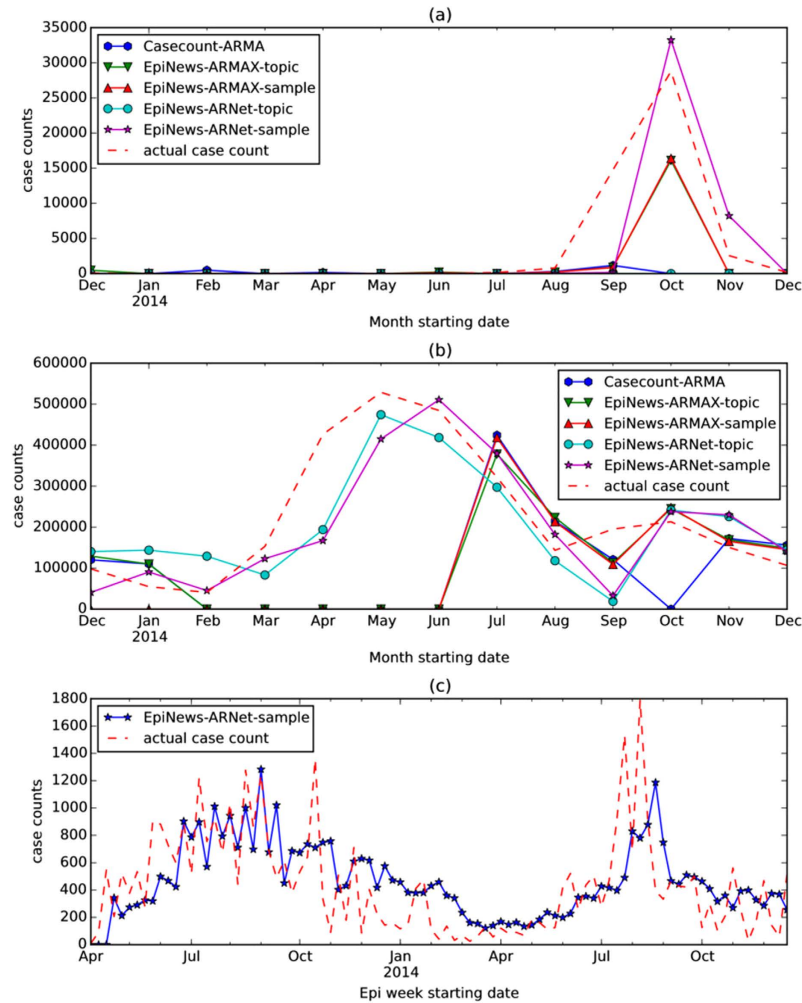 (a)
35000
30000
25000
20000
15000
10000
5000
0
case counts
Casecount-ARMA
EpiNews-ARMAX-topic
EpiNews-ARMAX-sample
EpiNews-ARNet-topic
EpiNews-ARNet-sample
actual case count
Dec Jan Feb Mar Apr May Jun Jul Aug Sep Oct Nov Dec
2014
Month starting date
(b)
600000
500000
400000
300000
200000
100000
0
case counts
Casecount-ARMA
EpiNews-ARMAX-topic
EpiNews-ARMAX-sample
EpiNews-ARNet-topic
EpiNews-ARNet-sample
actual case count
Dec Jan Feb Mar Apr May Jun Jul Aug Sep Oct Nov Dec
2014
Month starting date
(c)
1800
1600
1400
1200
1000
800
600
400
200
0
case counts
EpiNews-ARNet-sample
actual case count
Apr Jul Oct Jan Apr Jul Oct
2014
Epi week starting date